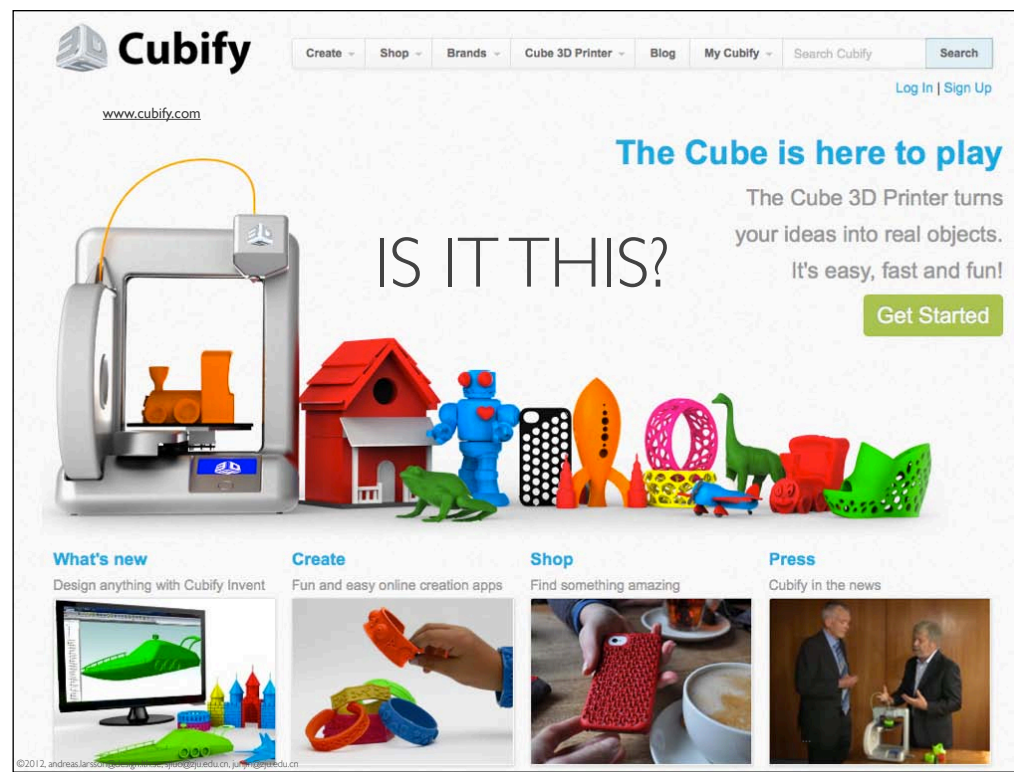 Cubify
Create Shop Brands Cube 3D Printer Blog My Cubify Search Cubify Search
Log In | Sign Up
www.cubify.com
The Cube is here to play
The Cube 3D Printer turns
your ideas into real objects.
It's easy, fast and fun!
IS IT THIS?
Get Started
What's new
Design anything with Cubify Invent
Create
Fun and easy online creation apps
Shop
Find something amazing
Press
Cubify in the news